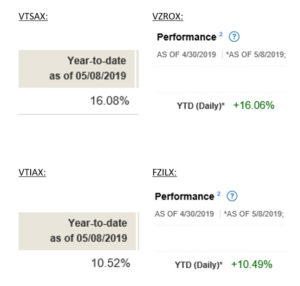 VTSAX:
VZROX:
Performance 2 ?
AS OF 4/30/2019 | *AS OF 5/8/2019;
Year-to-date
as of 05/08/2019
16.08%
YTD (Daily)* +16.06%
VTIAX:
FZILX:
Performance 2 ?
AS OF 4/30/2019 | *AS OF 5/8/2019;
Year-to-date
as of 05/08/2019
10.52%
YTD (Daily)* +10.49%